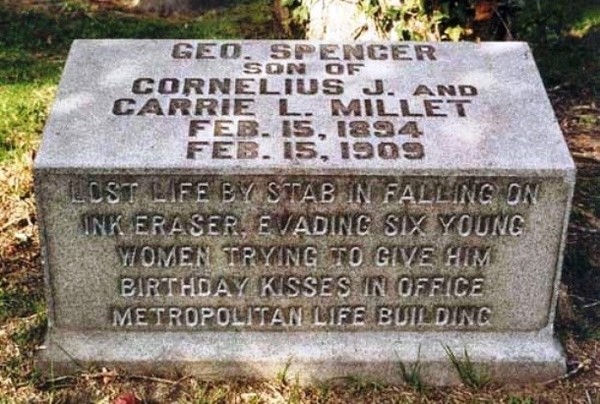 GEO. SPENCER
SON OF
CORNELIUS J. AND
CARRIE L. MILLET
FEB. 15, 1894
FEB. 15, 1909
LOST LIFE BY STAB IN FALLING ON
INK ERASER, EVADING SIX YOUNG
WOMEN TRYING TO GIVE HIM
BIRTHDAY KISSES IN OFFICE
METROPOLITAN LIFE BUILDING